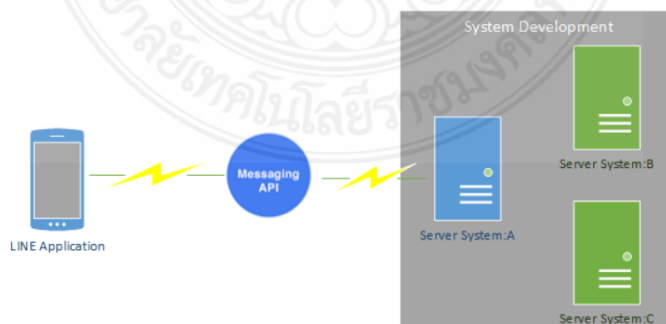 System Development
Messaging
API
LINE Application
Server System:A
Server System:B
Server System:C